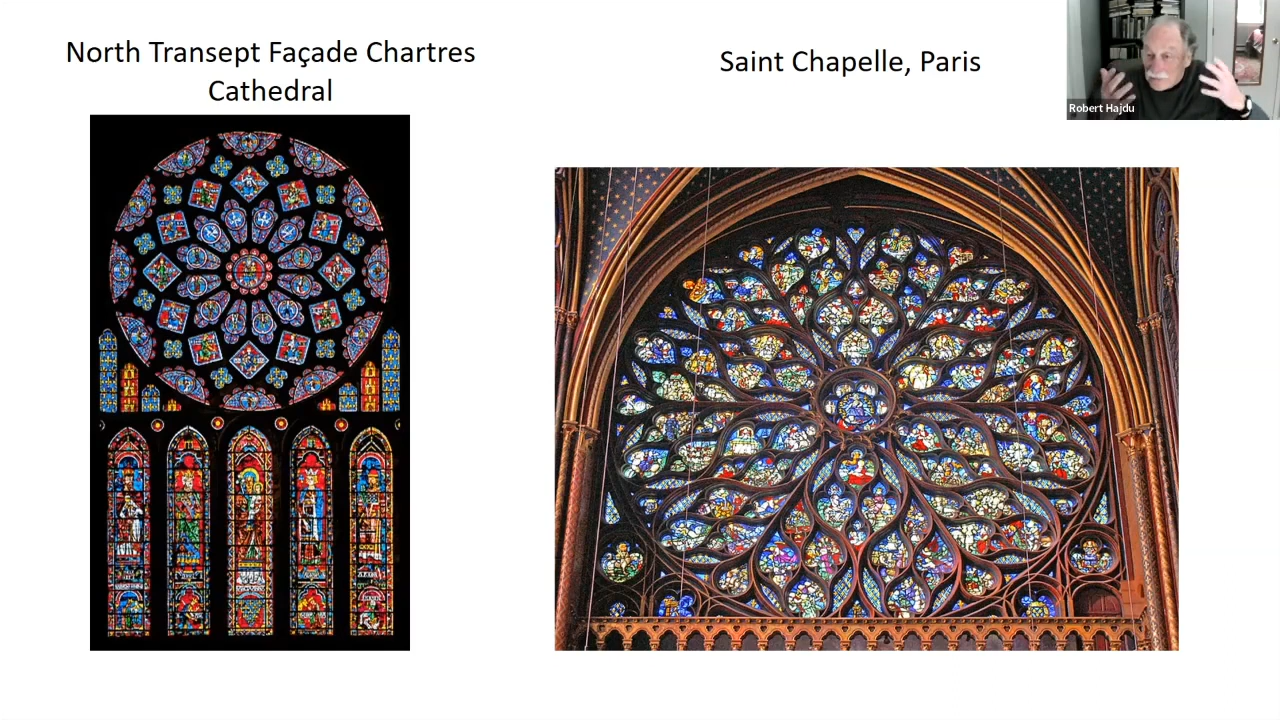 North Transept Façade Chartres
Cathedral
Saint Chapelle, Paris
Robert Hajdu